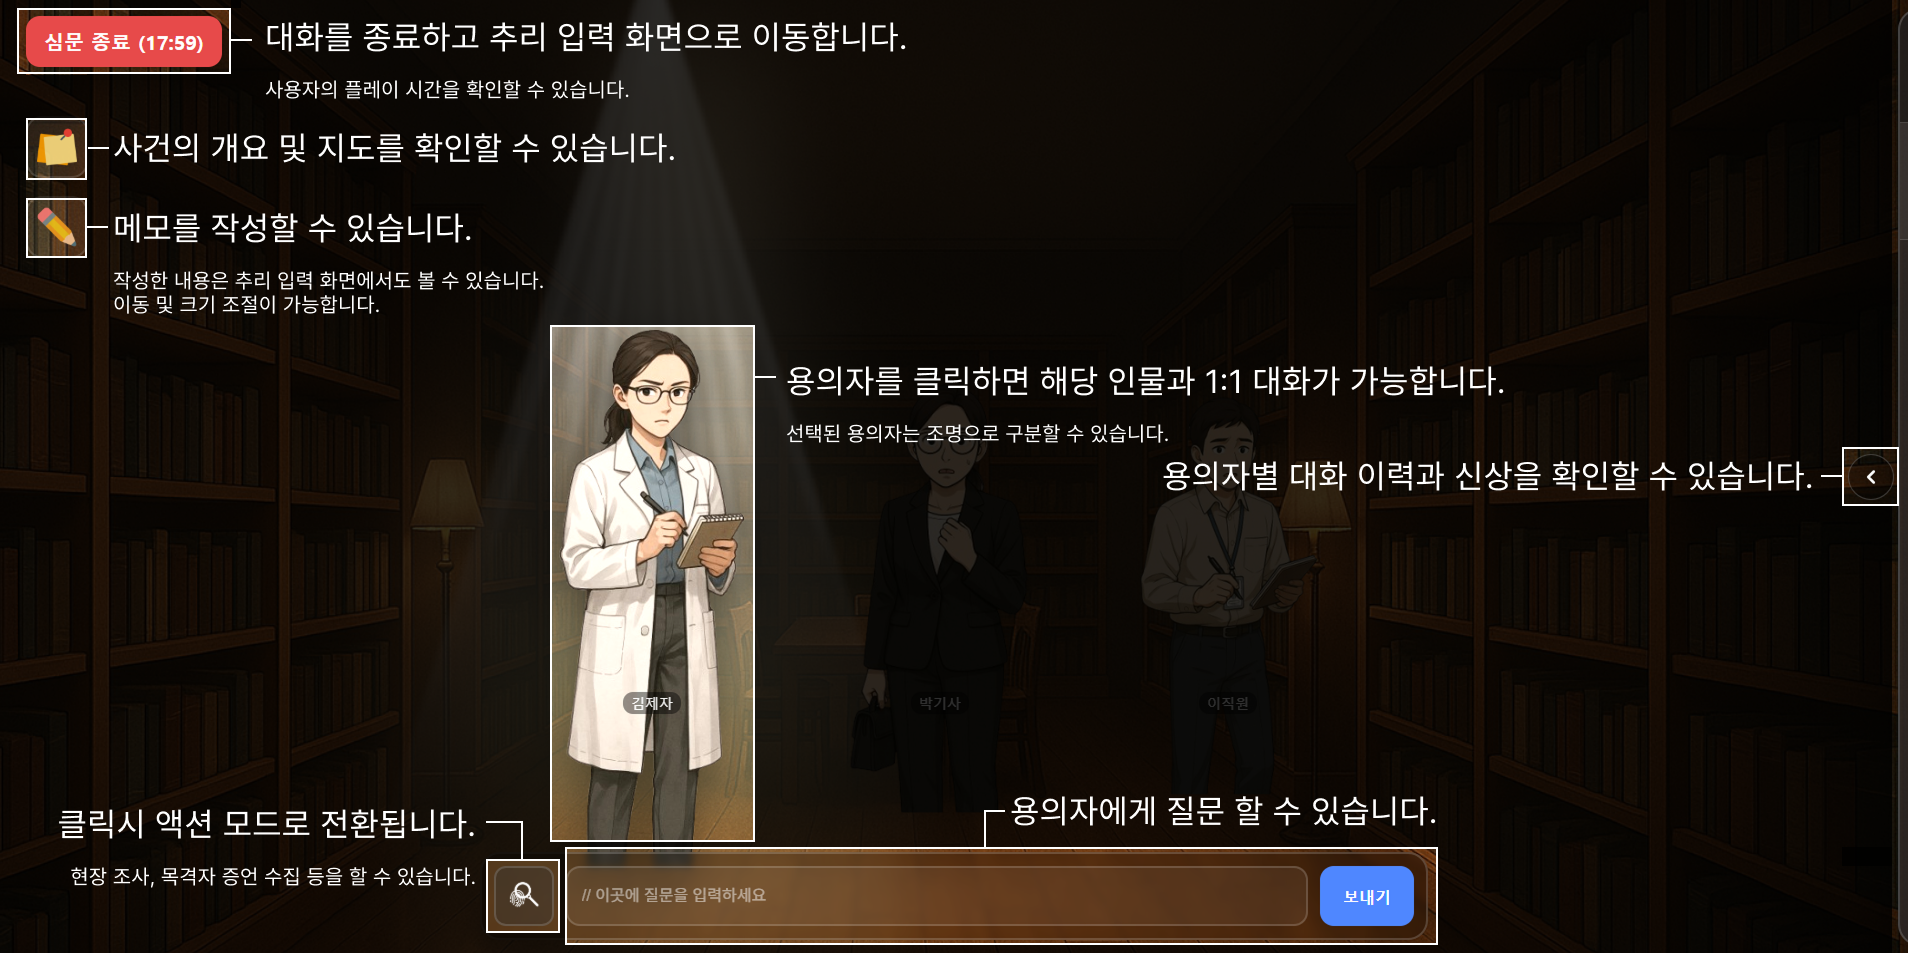 심문 종료 (17:59)
대화를 종료하고 추리 입력 화면으로 이동합니다.
사용자의 플레이 시간을 확인할 수 있습니다.
사건의 개요 및 지도를 확인할 수 있습니다.
메모를 작성할 수 있습니다.
작성한 내용은 추리 입력 화면에서도 볼 수 있습니다.
이동 및 크기 조절이 가능합니다.
용의자를 클릭하면 해당 인물과 1:1 대화가 가능합니다.
선택된 용의자는 조명으로 구분할 수 있습니다.
용의자별 대화 이력과 신상을 확인할 수 있습니다.
김제자
박기사
이직원
용의자에게 질문 할 수 있습니다.
클릭시 액션 모드로 전환됩니다.
현장 조사, 목격자 증언 수집 등을 할 수 있습니다.
// 이곳에 질문을 입력하세요
보내기